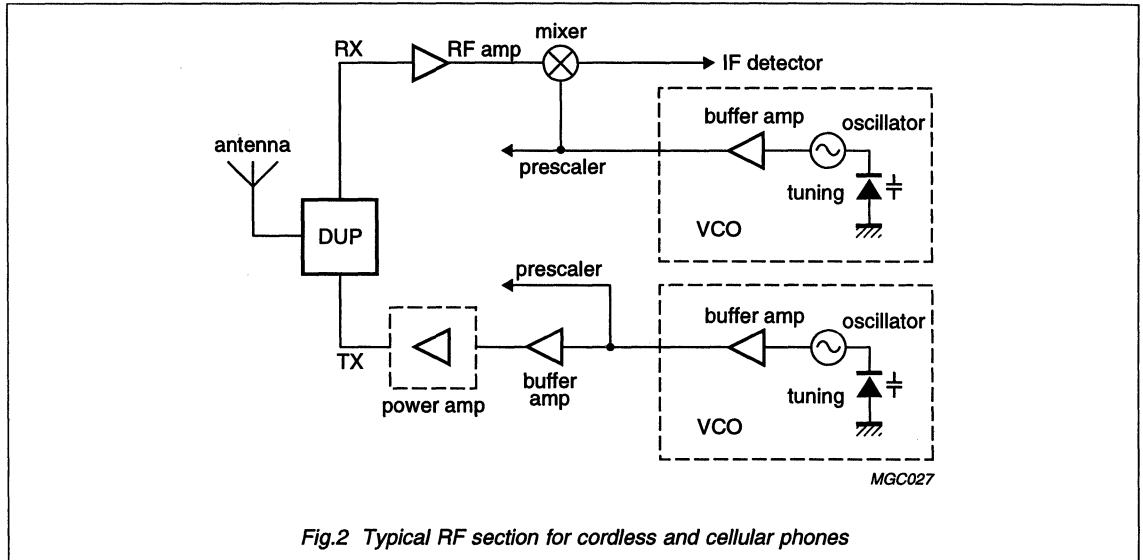 mixer
RX
RF amp
IF detector
buffer amp
oscillator
antenna
prescaler
tuning
VCO
DUP
prescaler
buffer amp
oscillator
TX
buffer
amp
power amp
tuning
VCO
MGC027
Fig.2 Typical RF section for cordless and cellular phones